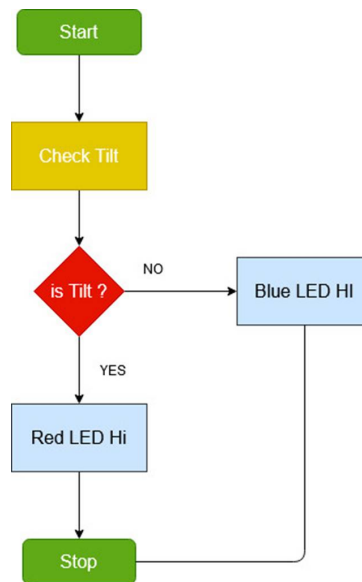 Start
Check Tilt
is Tilt ?
NO
Blue LED HI
YES
Red LED Hi
Stop